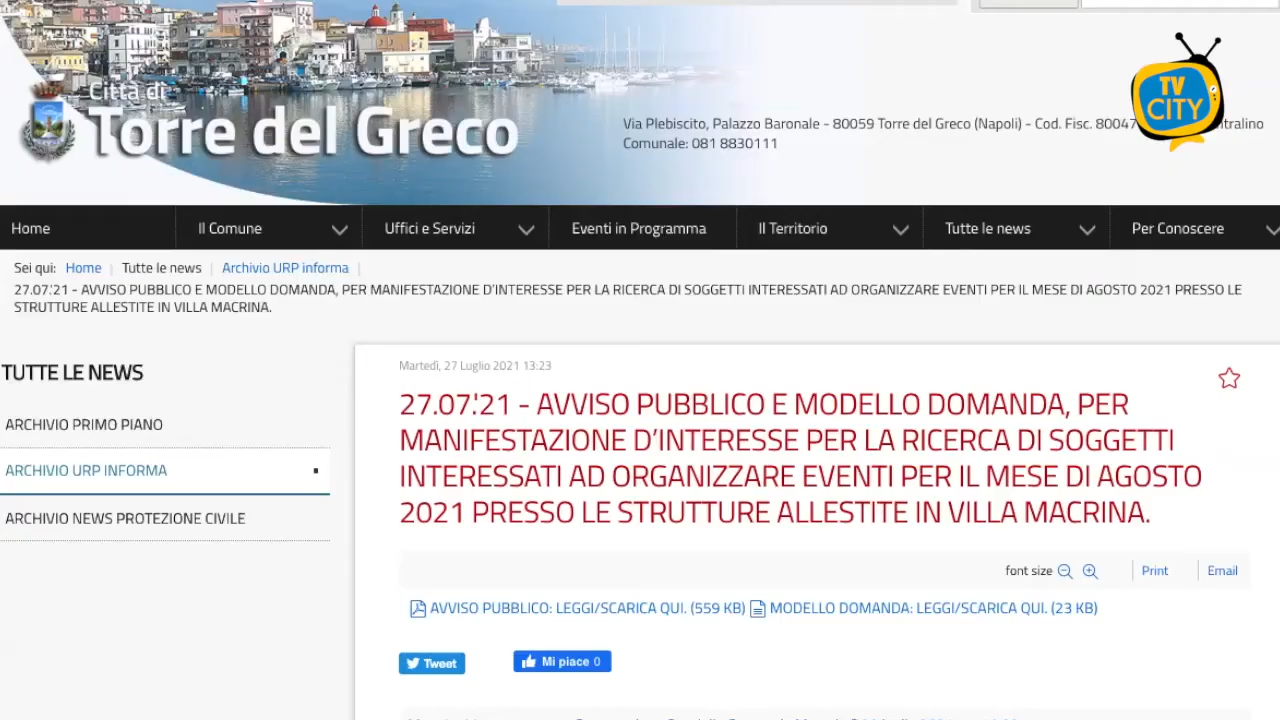 Città di
Torre del Greco
Via Plebiscito, Palazzo Baronale - 80059 Torre del Greco (Napoli) - Cod. Fisc.
Comunale: 081 8830111
TV
CITY
Home
Il Comune
Uffici e Servizi
Eventi in Programma
Il Territorio
Tutte le news
Per Conoscere
Sei qui: Home | Tutte le news | Archivio URP informa |
27.07.'21 - AVVISO PUBBLICO E MODELLO DOMANDA, PER MANIFESTAZIONE D'INTERESSE PER LA RICERCA DI SOGGETTI INTERESSATI AD ORGANIZZARE EVENTI PER IL MESE DI AGOSTO 2021 PRESSO LE
STRUTTURE ALLESTITE IN VILLA MACRINA.
TUTTE LE NEWS
ARCHIVIO PRIMO PIANO
ARCHIVIO URP INFORMA
ARCHIVIO NEWS PROTEZIONE CIVILE
Martedì, 27 Luglio 2021 13:23
27.07.'21 - AVVISO PUBBLICO E MODELLO DOMANDA, PER
MANIFESTAZIONE D'INTERESSE PER LA RICERCA DI SOGGETTI
INTERESSATI AD ORGANIZZARE EVENTI PER IL MESE DI AGOSTO
2021 PRESSO LE STRUTTURE ALLESTITE IN VILLA MACRINA.
font size | Print | Email
AVVISO PUBBLICO: LEGGI/SCARICA QUI. (559 KB) MODELLO DOMANDA: LEGGI/SCARICA QUI. (23 KB)
Tweet
Mi piace 0